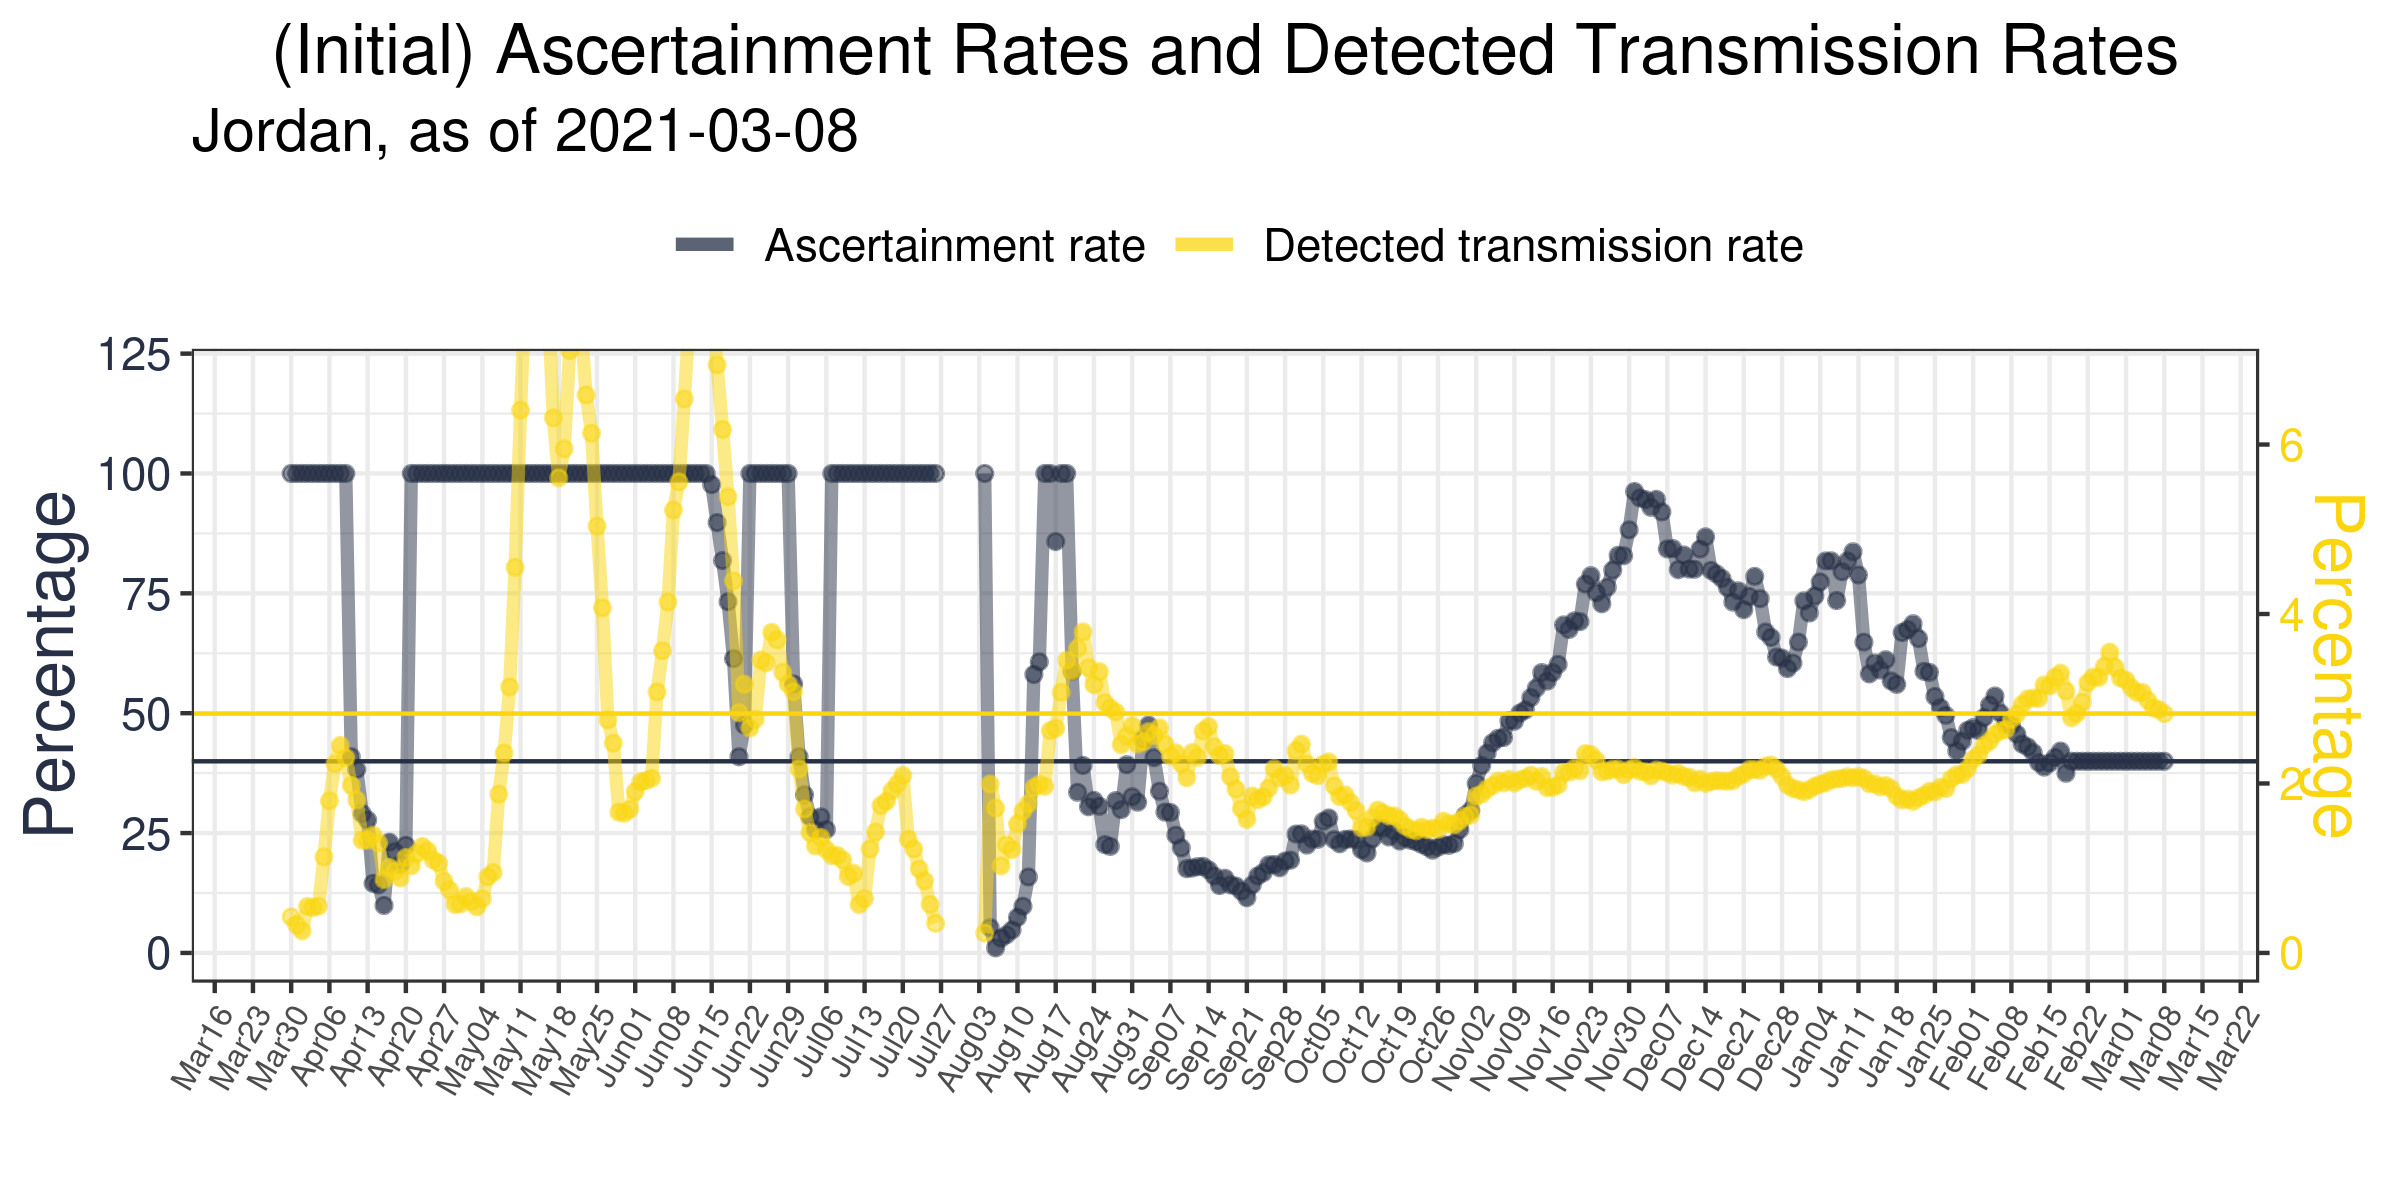 (Initial) Ascertainment Rates and Detected Transmission Rates
Jordan, as of 2021-03-08
Ascertainment rate Detected transmission rate
Percentage
125
100
75
50
25
0
6
4
2
0
Percentage
Mar16 Mar23 Mar30 Apr06 Apr13 Apr20 Apr27 May04 May11 May18 May25 Jun01 Jun08 Jun15 Jun22 Jun29 Jul06 Jul13 Jul20 Jul27 Aug03 Aug10 Aug17 Aug24 Aug31 Sep07 Sep14 Sep21 Sep28 Oct05 Oct12 Oct19 Oct26 Nov02 Nov09 Nov16 Nov23 Nov30 Dec07 Dec14 Dec21 Dec28 Dec04 Jan11 Jan18 Jan25 Feb01 Feb08 Feb15 Feb22 Mar01 Mar08 Mar15 Mar22